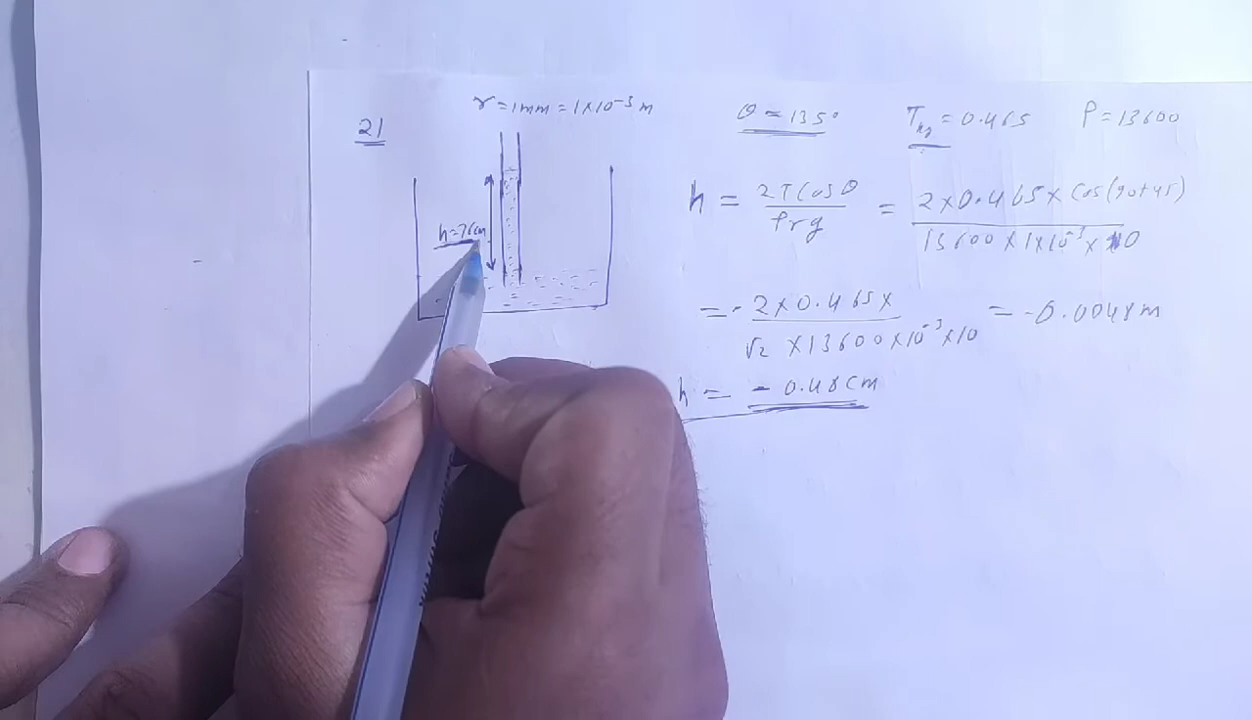 21
r = 1mm = 1×10⁻³ m
h=76cm
θ = 135° T_Hg = 0.465 ρ = 13600
h = 2TCosθ/ρrg = 2×0.465×Cos(90+45)/13600×1×10⁻³×10
= -2×0.465×/√2 ×13600×10⁻³×10 = -0.0048m
h = -0.48cm